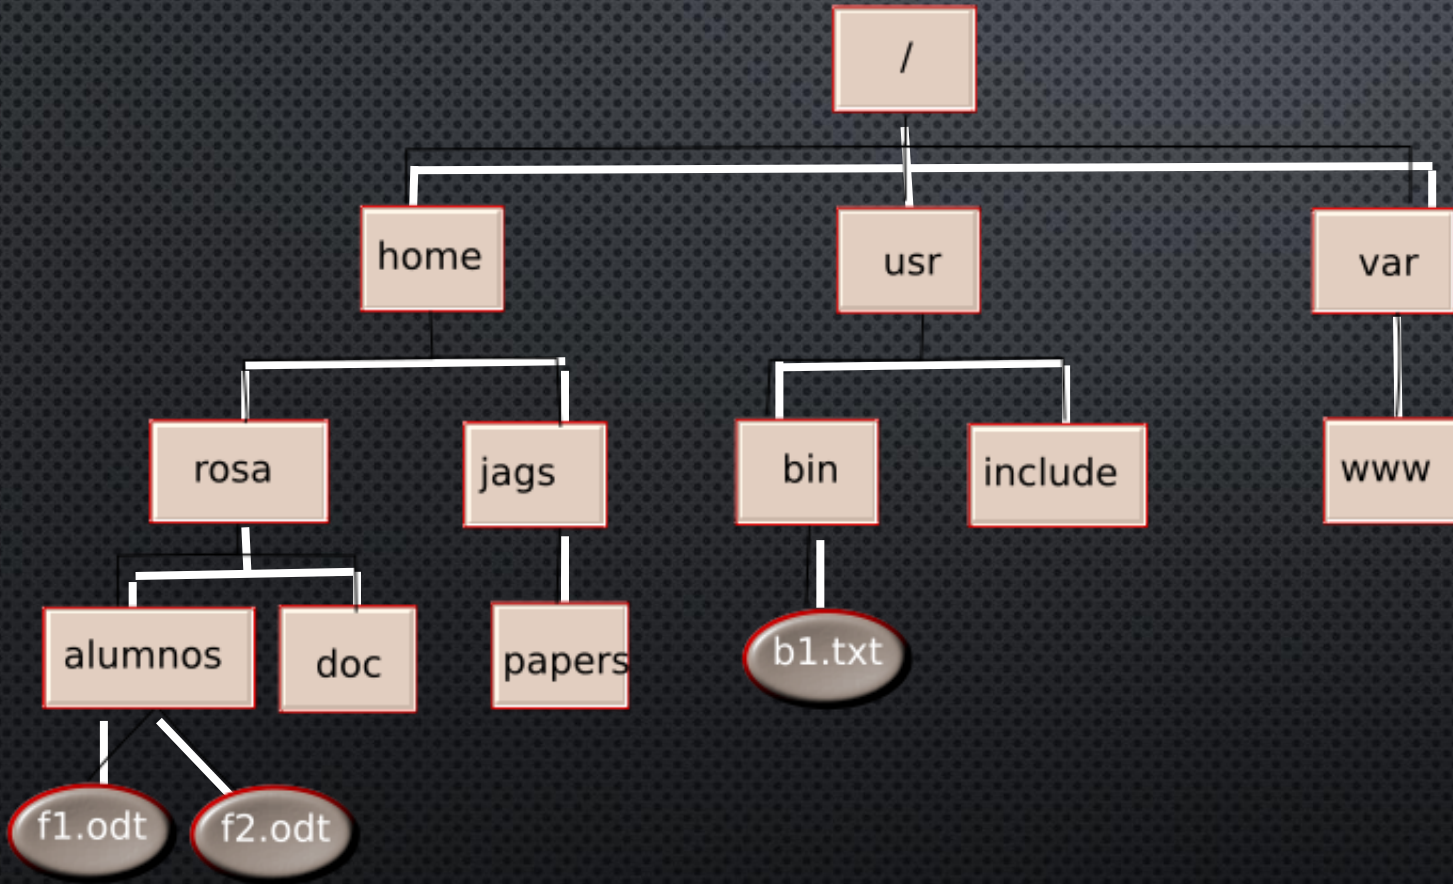 /
home
usr
var
rosa
jags
bin
include
www
alumnos
doc
papers
b1.txt
f1.odt
f2.odt